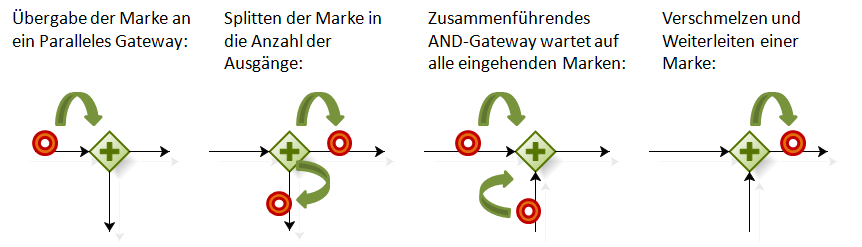 Übergabe der Marke an
ein Paralleles Gateway:
Splitten der Marke in
die Anzahl der
Ausgänge:
Zusammenführendes
AND-Gateway wartet auf
alle eingehenden Marken:
Verschmelzen und
Weiterleiten einer
Marke: